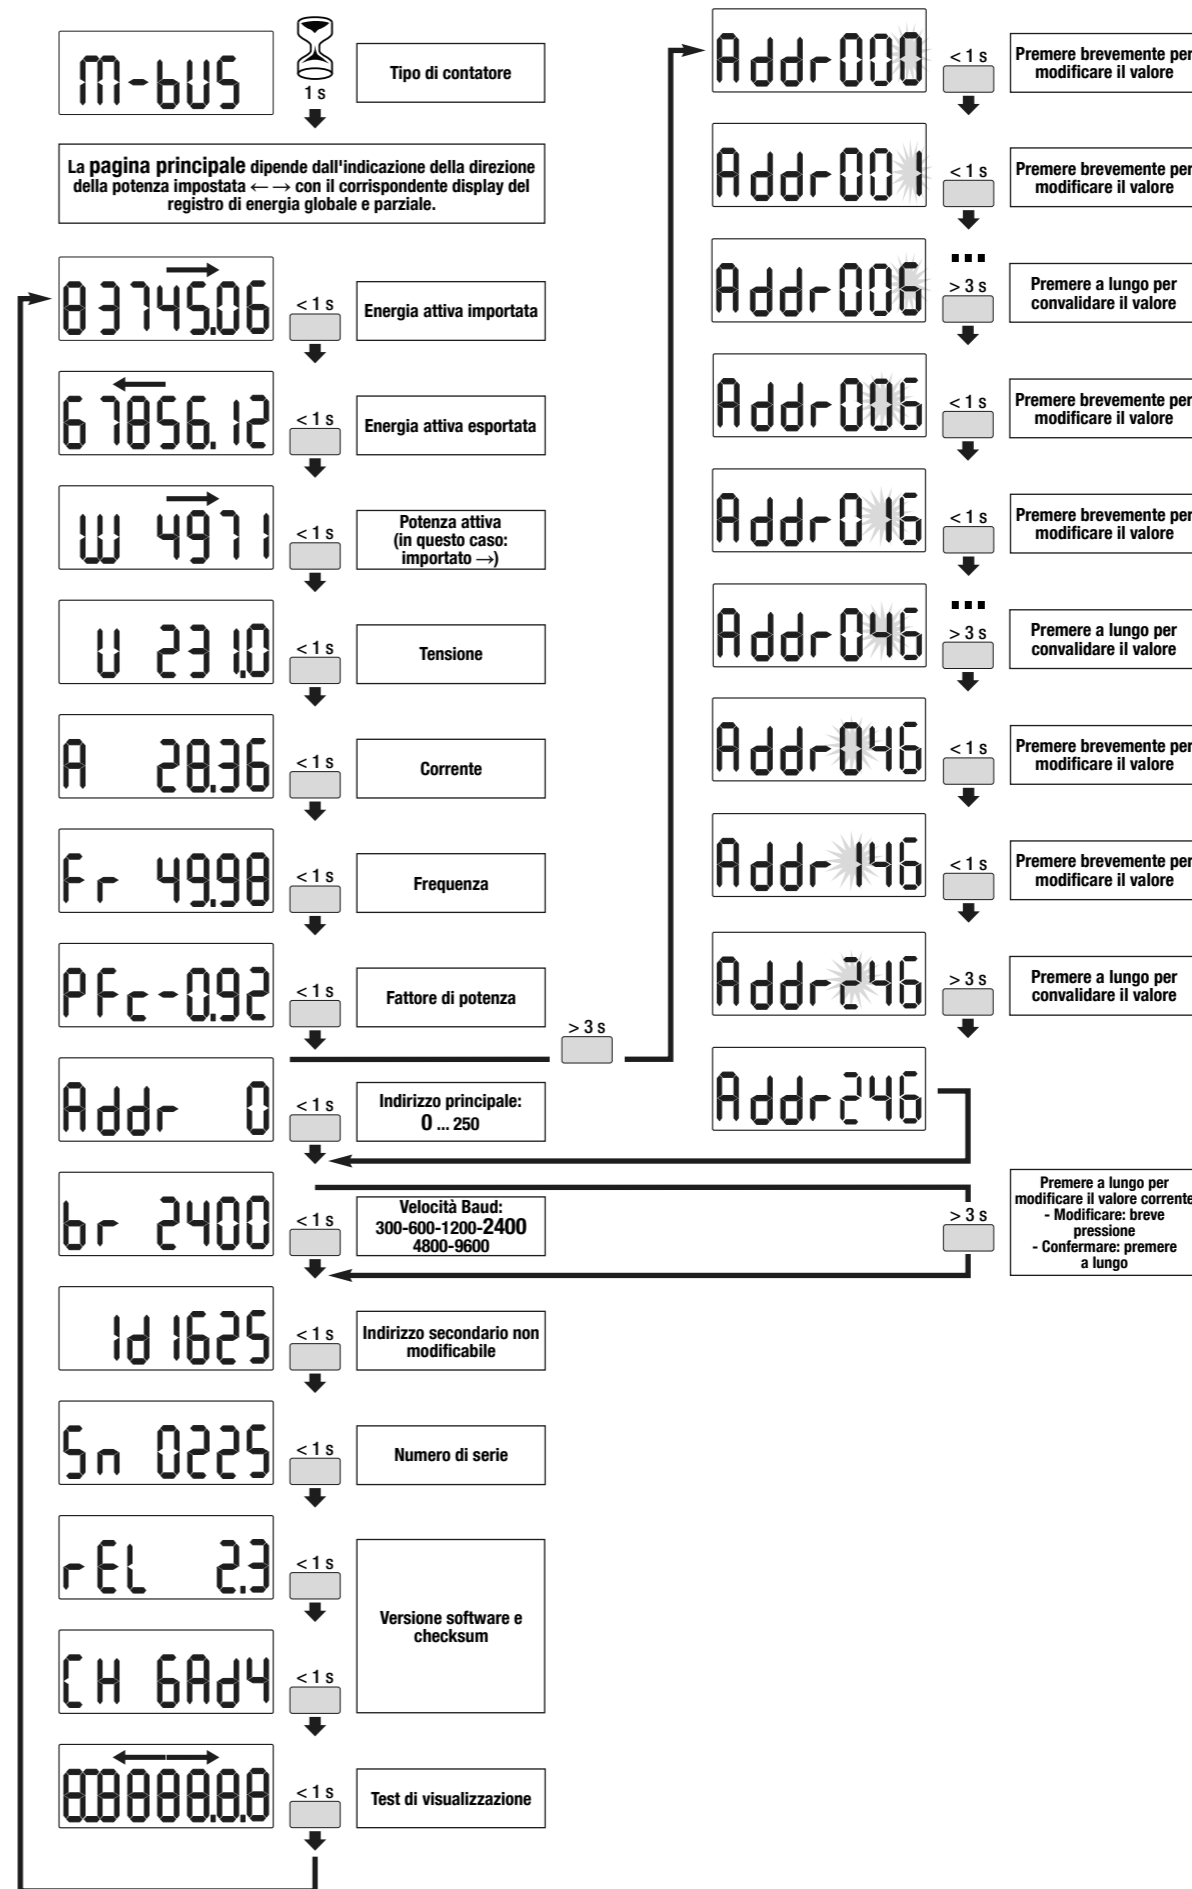 M-bUS
1 s
Tipo di contatore
La pagina principale dipende dall'indicazione della direzione
della potenza impostata ←→ con il corrispondente display del
registro di energia globale e parziale.
83745.06
< 1 s
Energia attiva importata
67856.12
< 1 s
Energia attiva esportata
W 4971
< 1 s
Potenza attiva
(in questo caso:
importato →)
U 231.0
< 1 s
Tensione
A 28.36
< 1 s
Corrente
Fr 49.98
< 1 s
Frequenza
PFc-0.92
< 1 s
Fattore di potenza
> 3 s
Addr 0
< 1 s
Indirizzo principale:
0 ... 250
br 2400
< 1 s
Velocità Baud:
300-600-1200-2400
4800-9600
Id 1625
< 1 s
Indirizzo secondario non
modificabile
Sn 0225
< 1 s
Numero di serie
rEL 2.3
< 1 s
CH 6Ad4
< 1 s
Versione software e
checksum
8.8.8888.8.8
< 1 s
Test di visualizzazione
Addr000
< 1 s
Premere brevemente per
modificare il valore
Addr001
< 1 s
Premere brevemente per
modificare il valore
Addr006
...
> 3 s
Premere a lungo per
convalidare il valore
Addr006
< 1 s
Premere brevemente per
modificare il valore
Addr016
< 1 s
Premere brevemente per
modificare il valore
Addr046
...
> 3 s
Premere a lungo per
convalidare il valore
Addr046
< 1 s
Premere brevemente per
modificare il valore
Addr146
< 1 s
Premere brevemente per
modificare il valore
Addr246
> 3 s
Premere a lungo per
convalidare il valore
Addr246
> 3 s
Premere a lungo per
modificare il valore corrente
- Modificare: breve
pressione
- Confermare: premere
a lungo